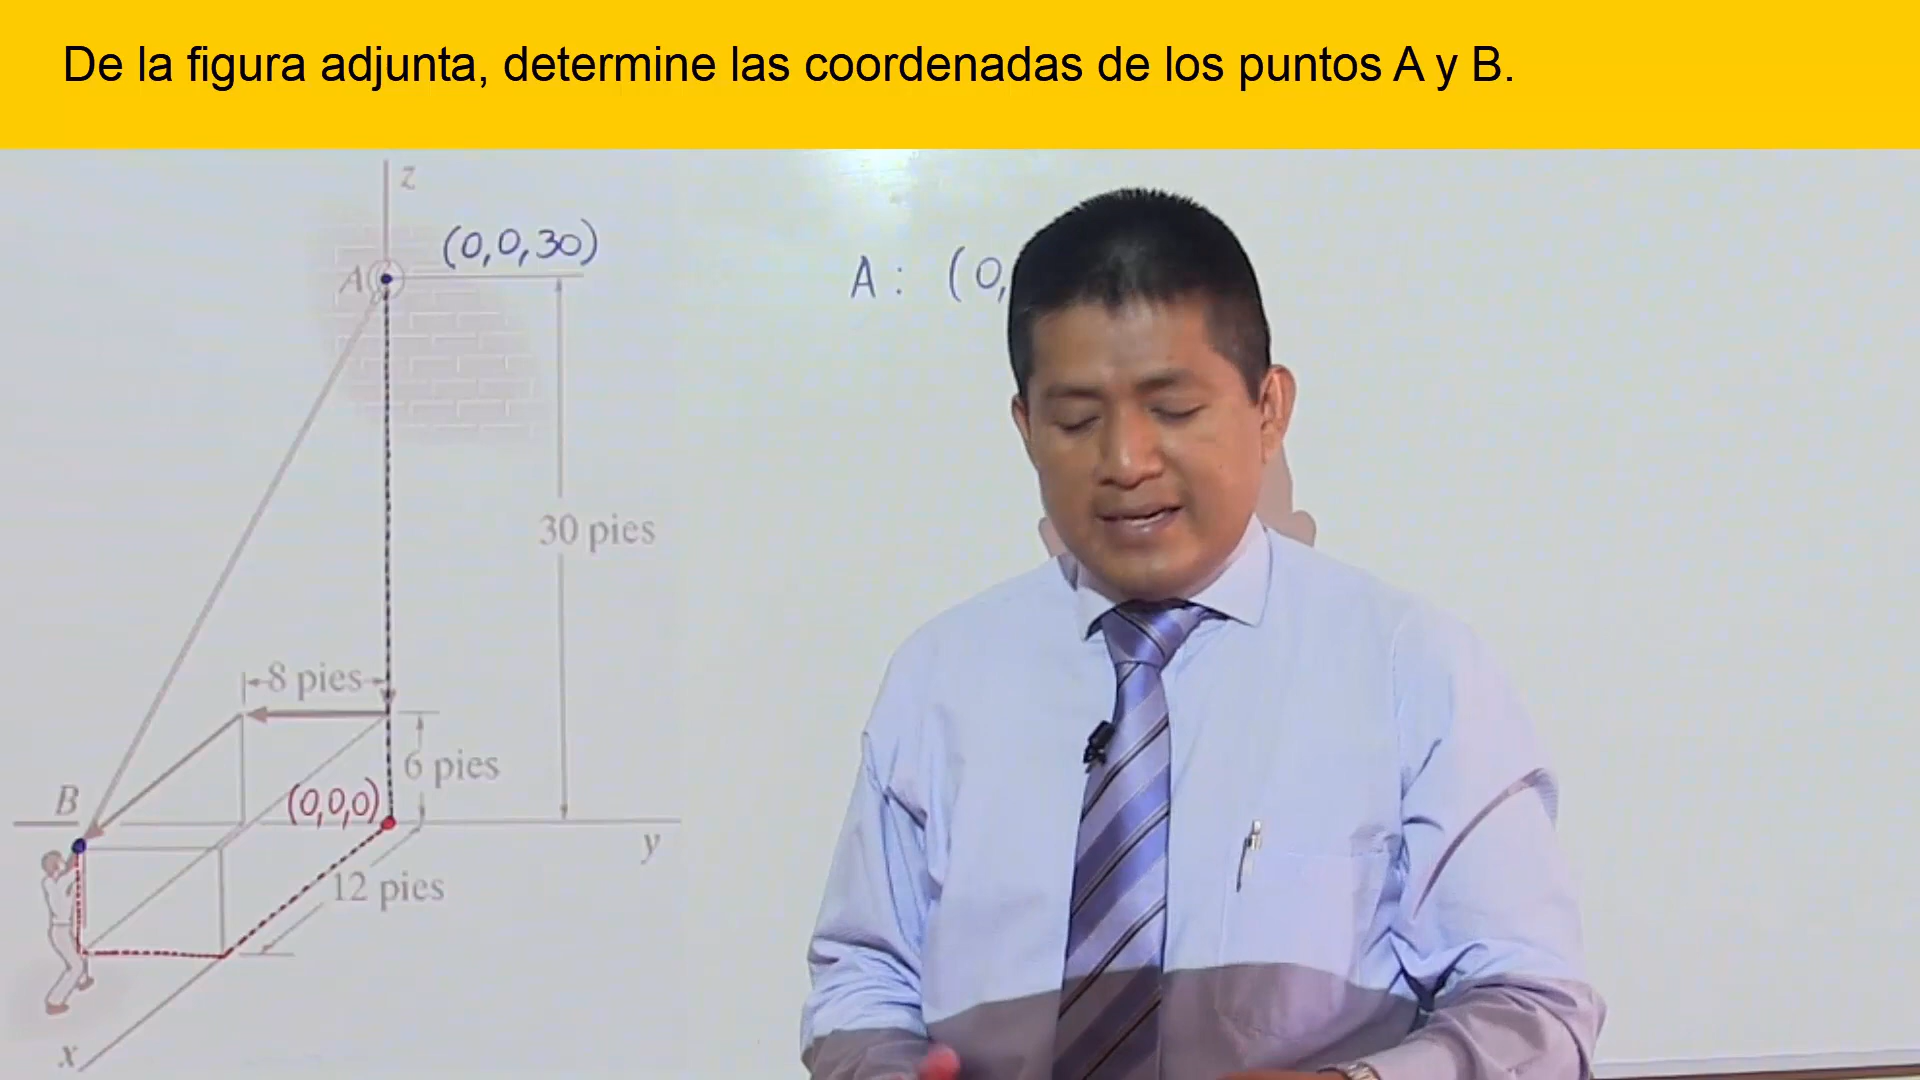 De la figura adjunta, determine las coordenadas de los puntos A y B.
z
(0,0,30)
A
A: (0,
30 pies
8 pies
6 pies
B
(0,0,0)
y
12 pies
x